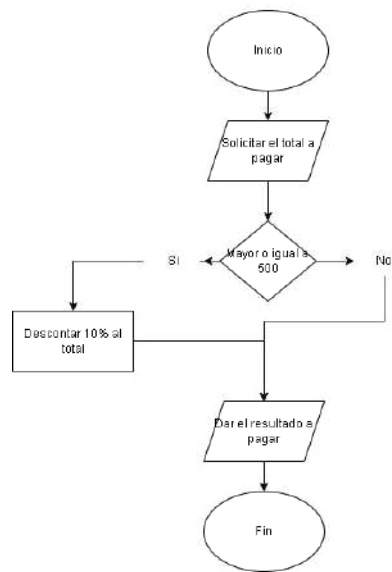 Inicio
Solicitar el total a
pagar
Mayor o igual a
500
Si
No
Descontar 10% al
total
Dar el resultado a
pagar
Fin